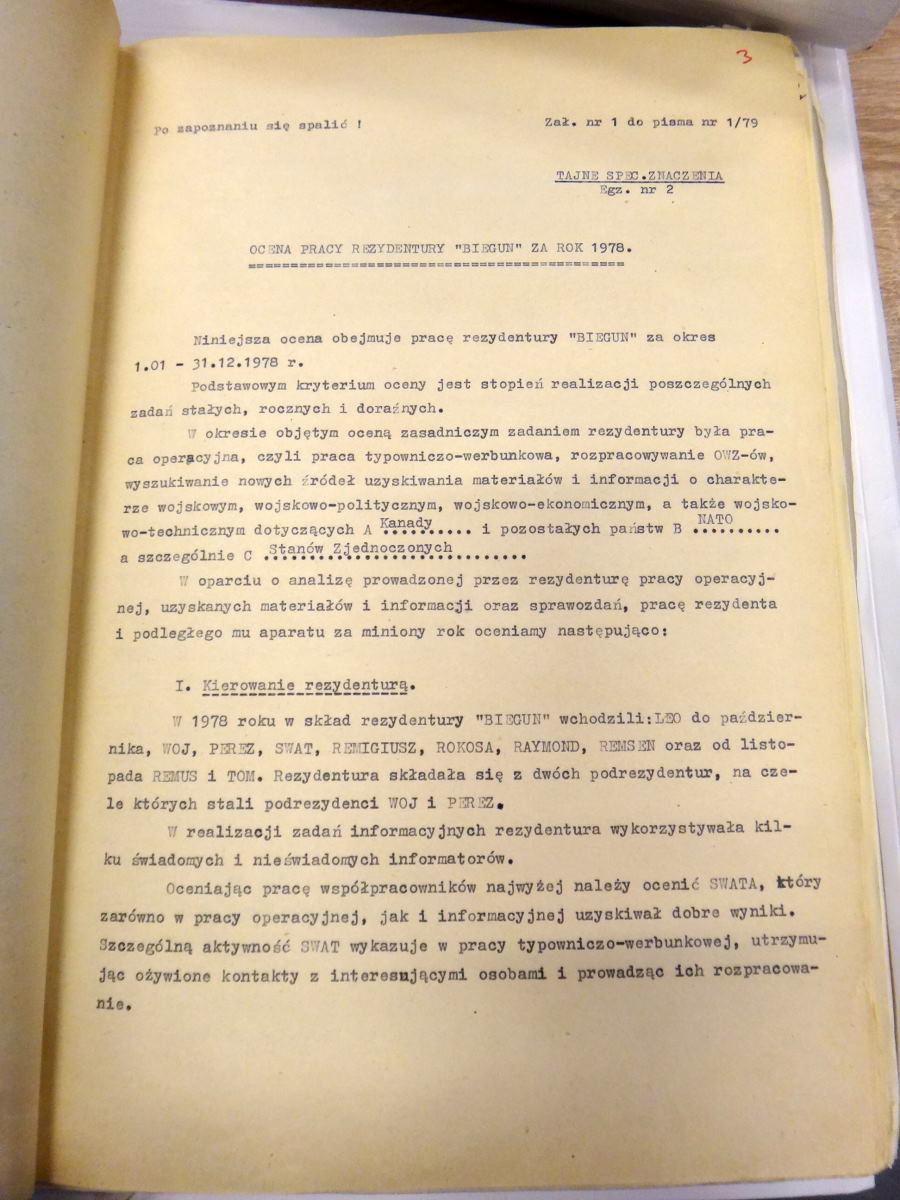 3
Po zapoznaniu się spalić !
Zał. nr 1 do pisma nr 1/79
TAJNE SPEC.ZNACZENIA
Egz. nr 2
OCENA PRACY REZYDENTURY "BIEGUN" ZA ROK 1978.
Niniejsza ocena obejmuje pracę rezydentury "BIEGUN" za okres
1.01 - 31.12.1978 r.
Podstawowym kryterium oceny jest stopień realizacji poszczególnych
zadań stałych, rocznych i doraźnych.
W okresie objętym oceną zasadniczym zadaniem rezydentury była pra-
ca operacyjna, czyli praca typowniczo-werbunkowa, rozpracowywanie OWZ-ów,
wyszukiwanie nowych źródeł uzyskiwania materiałów i informacji o charakte-
rze wojskowym, wojskowo-politycznym, wojskowo-ekonomicznym, a także wojsko-
wo-technicznym dotyczących A Kanady i pozostałych państw B NATO
a szczególnie C Stanów Zjednoczonych
W oparciu o analizę prowadzonej przez rezydenturę pracy operacyj-
nej, uzyskanych materiałów i informacji oraz sprawozdań, pracę rezydenta
i podległego mu aparatu za miniony rok oceniamy następująco:
I. Kierowanie rezydenturą.
W 1978 roku w skład rezydentury "BIEGUN" wchodzili:LEO do paździer-
nika, WOJ, PEREZ, SWAT, REMIGIUSZ, ROKOSA, RAYMOND, REMSEN oraz od listo-
pada REMUS i TOM. Rezydentura składała się z dwóch podrezydentur, na cze-
le których stali podrezydenci WOJ i PEREZ.
W realizacji zadań informacyjnych rezydentura wykorzystywała kil-
ku świadomych i nieświadomych informatorów.
Oceniając pracę współpracowników najwyżej należy ocenić SWATA, który
zarówno w pracy operacyjnej, jak i informacyjnej uzyskiwał dobre wyniki.
Szczególną aktywność SWAT wykazuje w pracy typowniczo-werbunkowej, utrzymu-
jąc ożywione kontakty z interesującymi osobami i prowadząc ich rozpracowa-
nie.